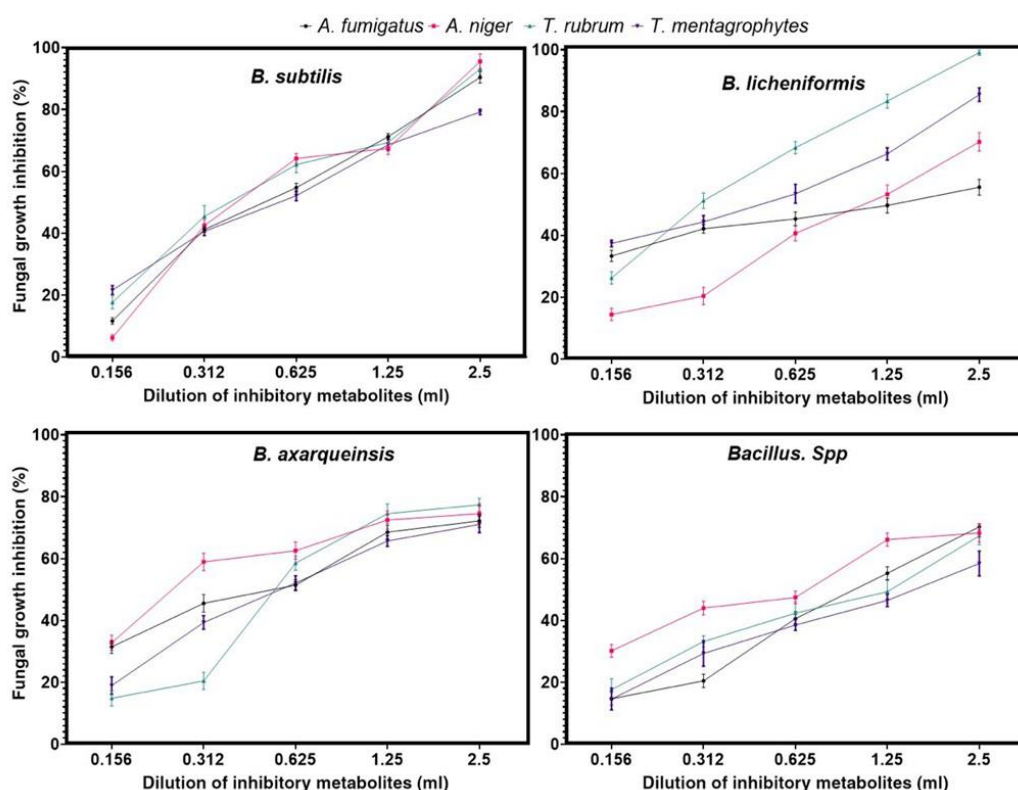 A. fumigatus A. niger T. rubrum T. mentagrophytes
B. subtilis
Fungal growth inhibition (%)
100
80
60
40
20
0
0.156 0.312 0.625 1.25 2.5
Dilution of inhibitory metabolites (ml)
B. licheniformis
100
80
60
40
20
0
0.156 0.312 0.625 1.25 2.5
Dilution of inhibitory metabolites (ml)
B. axarqueinsis
Fungal growth inhibition (%)
100
80
60
40
20
0
0.156 0.312 0.625 1.25 2.5
Dilution of inhibitory metabolites (ml)
Bacillus. Spp
100
80
60
40
20
0
0.156 0.312 0.625 1.25 2.5
Dilution of inhibitory metabolites (ml)